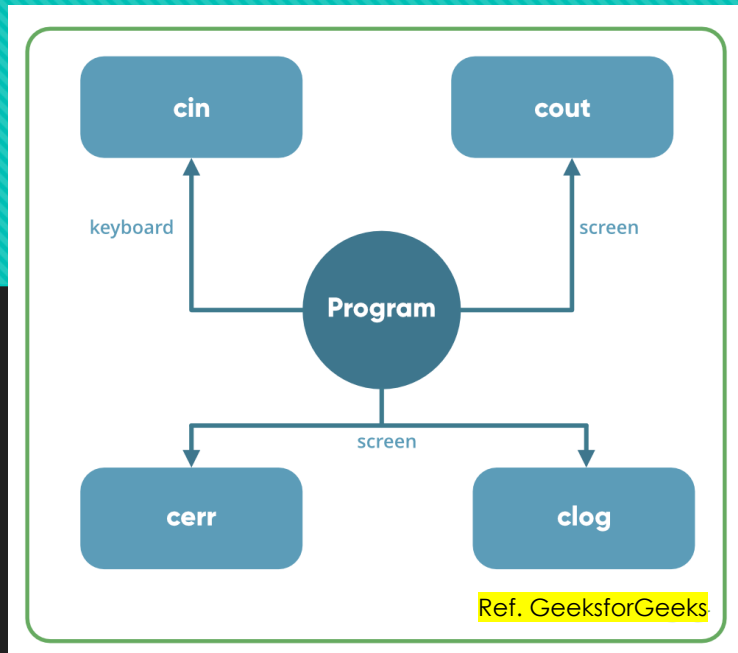 cin
cout
keyboard
screen
Program
screen
cerr
clog
Ref. GeeksforGeeks